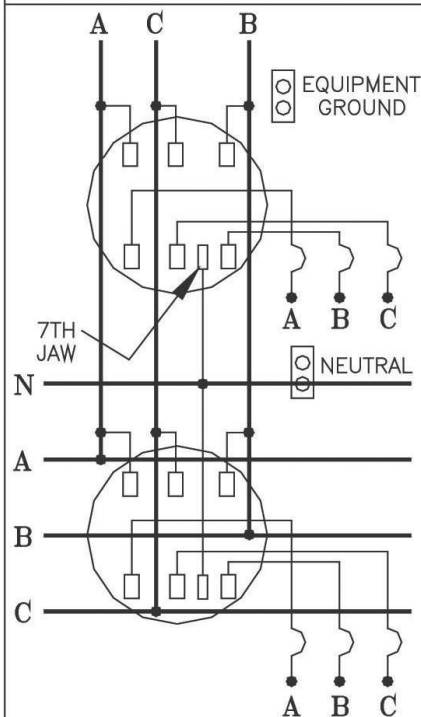 A C B
EQUIPMENT
GROUND
A B C
7TH
JAW
NEUTRAL
N
A
B
C
A B C